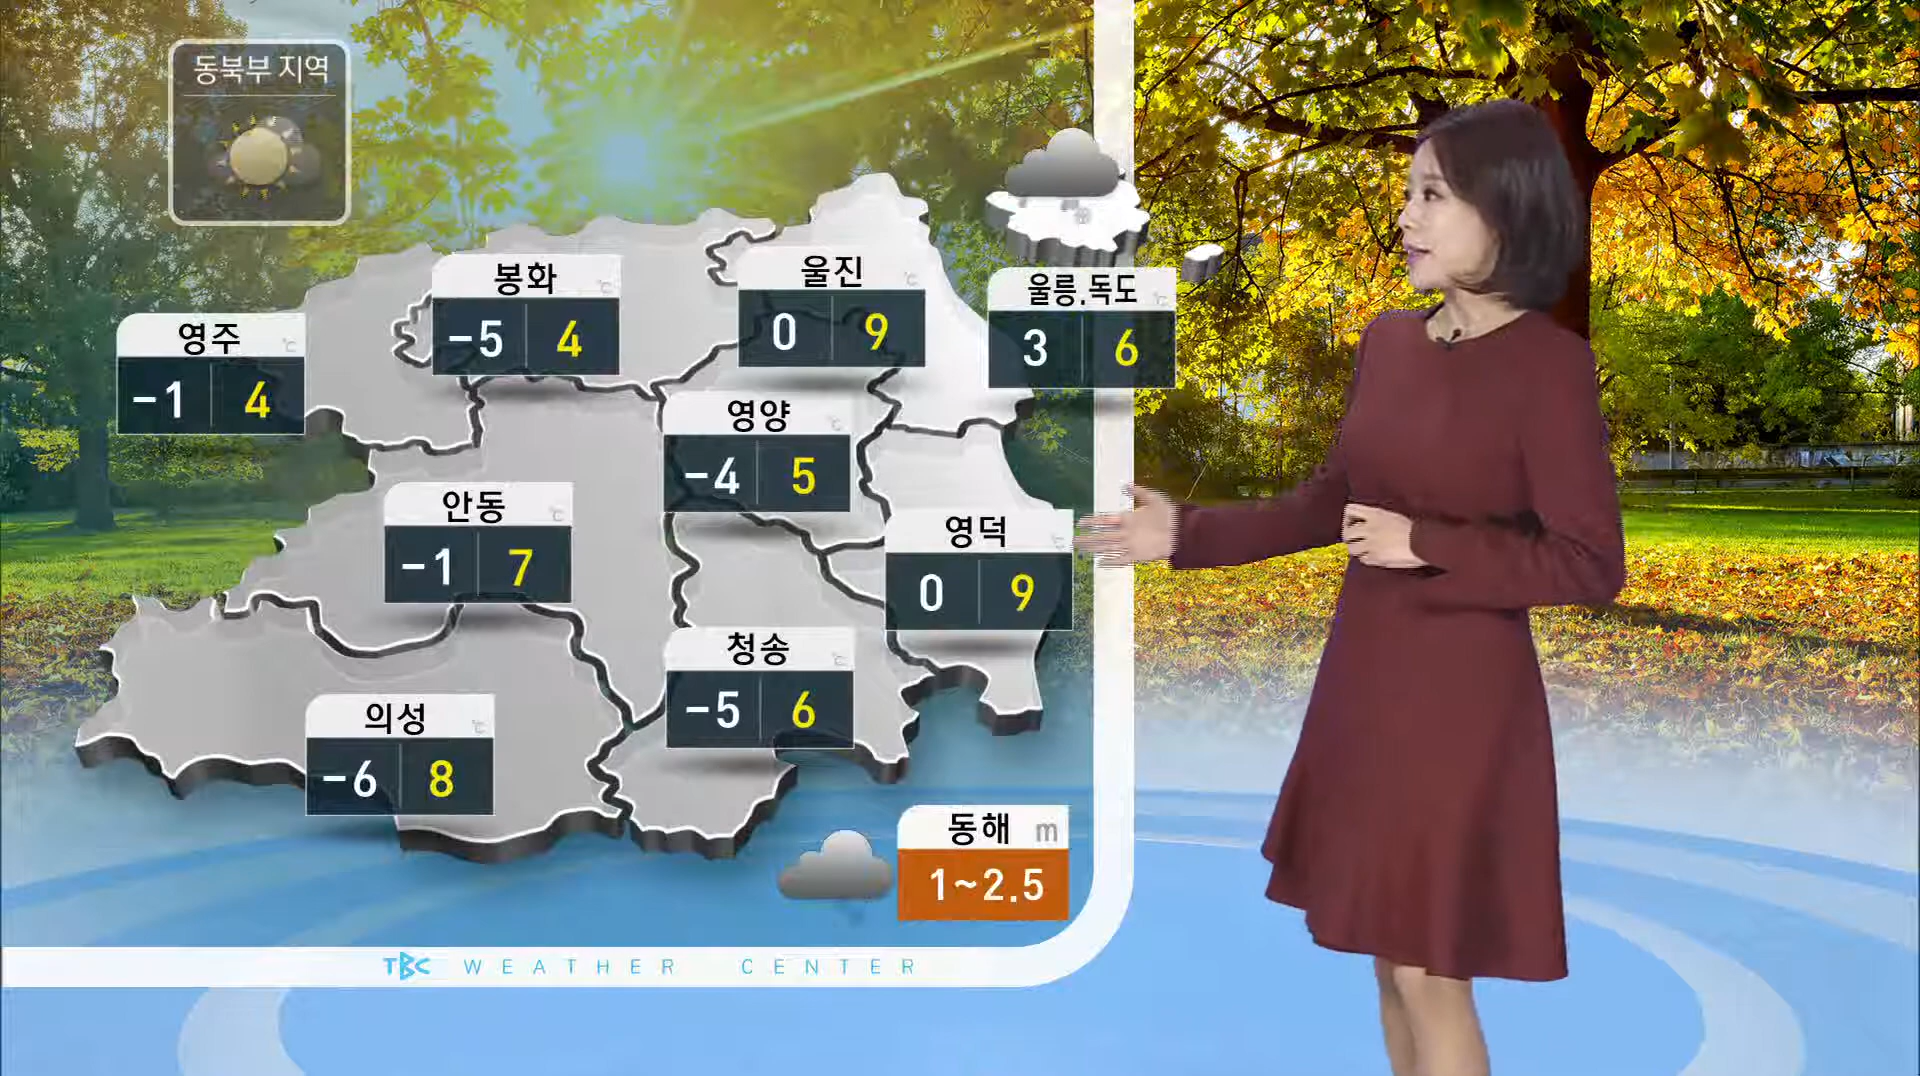 동북부 지역
봉화 ℃
-5 4
울진 ℃
0 9
울릉.독도 ℃
3 6
영주 ℃
-1 4
영양 ℃
-4 5
안동 ℃
-1 7
영덕 ℃
0 9
청송 ℃
-5 6
의성 ℃
-6 8
동해 m
1~2.5
TBC WEATHER CENTER